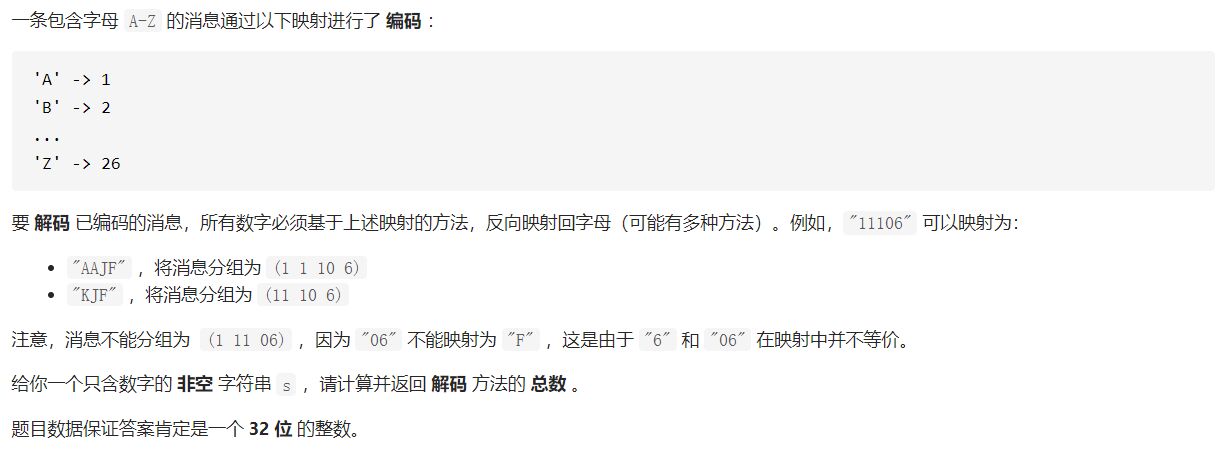 一条包含字母 A-Z 的消息通过以下映射进行了 编码 ：
'A' -> 1
'B' -> 2
...
'Z' -> 26
要 解码 已编码的消息，所有数字必须基于上述映射的方法，反向映射回字母（可能有多种方法）。例如，"11106" 可以映射为：
• "AAJF" ，将消息分组为 (1 1 10 6)
• "KJF" ，将消息分组为 (11 10 6)
注意，消息不能分组为 (1 11 06) ，因为 "06" 不能映射为 "F" ，这是由于 "6" 和 "06" 在映射中并不等价。
给你一个只含数字的 非空 字符串 s ，请计算并返回 解码 方法的 总数 。
题目数据保证答案肯定是一个 32 位 的整数。